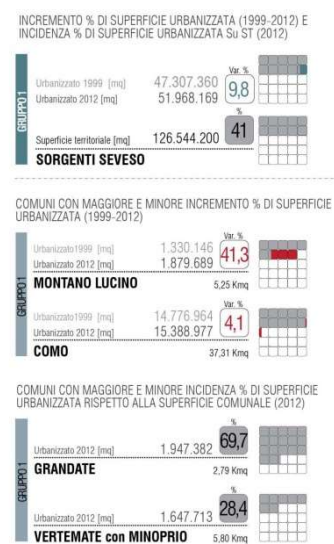 INCREMENTO % DI SUPERFICIE URBANIZZATA (1999-2012) E
INCIDENZA % DI SUPERFICIE URBANIZZATA Su ST (2012)
GRUPPO 1
Var. %
Urbanizzato 1999 [mq] 47.307.360 9,8
Urbanizzato 2012 [mq] 51.968.169
%
Superficie territoriale [mq] 126.544.200 41
SORGENTI SEVESO
COMUNI CON MAGGIORE E MINORE INCREMENTO % DI SUPERFICIE
URBANIZZATA (1999-2012)
GRUPPO 1
Var. %
Urbanizzato1999 [mq] 1.330.146 41,3
Urbanizzato 2012 [mq] 1.879.689
MONTANO LUCINO 5,25 Kmq
Var. %
Urbanizzato1999 [mq] 14.776.964 4,1
Urbanizzato 2012 [mq] 15.388.977
COMO 37,31 Kmq
COMUNI CON MAGGIORE E MINORE INCIDENZA % DI SUPERFICIE
URBANIZZATA RISPETTO ALLA SUPERFICIE COMUNALE (2012)
GRUPPO 1
%
Urbanizzato 2012 [mq] 1.947.382 69,7
GRANDATE 2,79 Kmq
%
Urbanizzato 2012 [mq] 1.647.713 28,4
VERTEMATE con MINOPRIO 5,80 Kmq